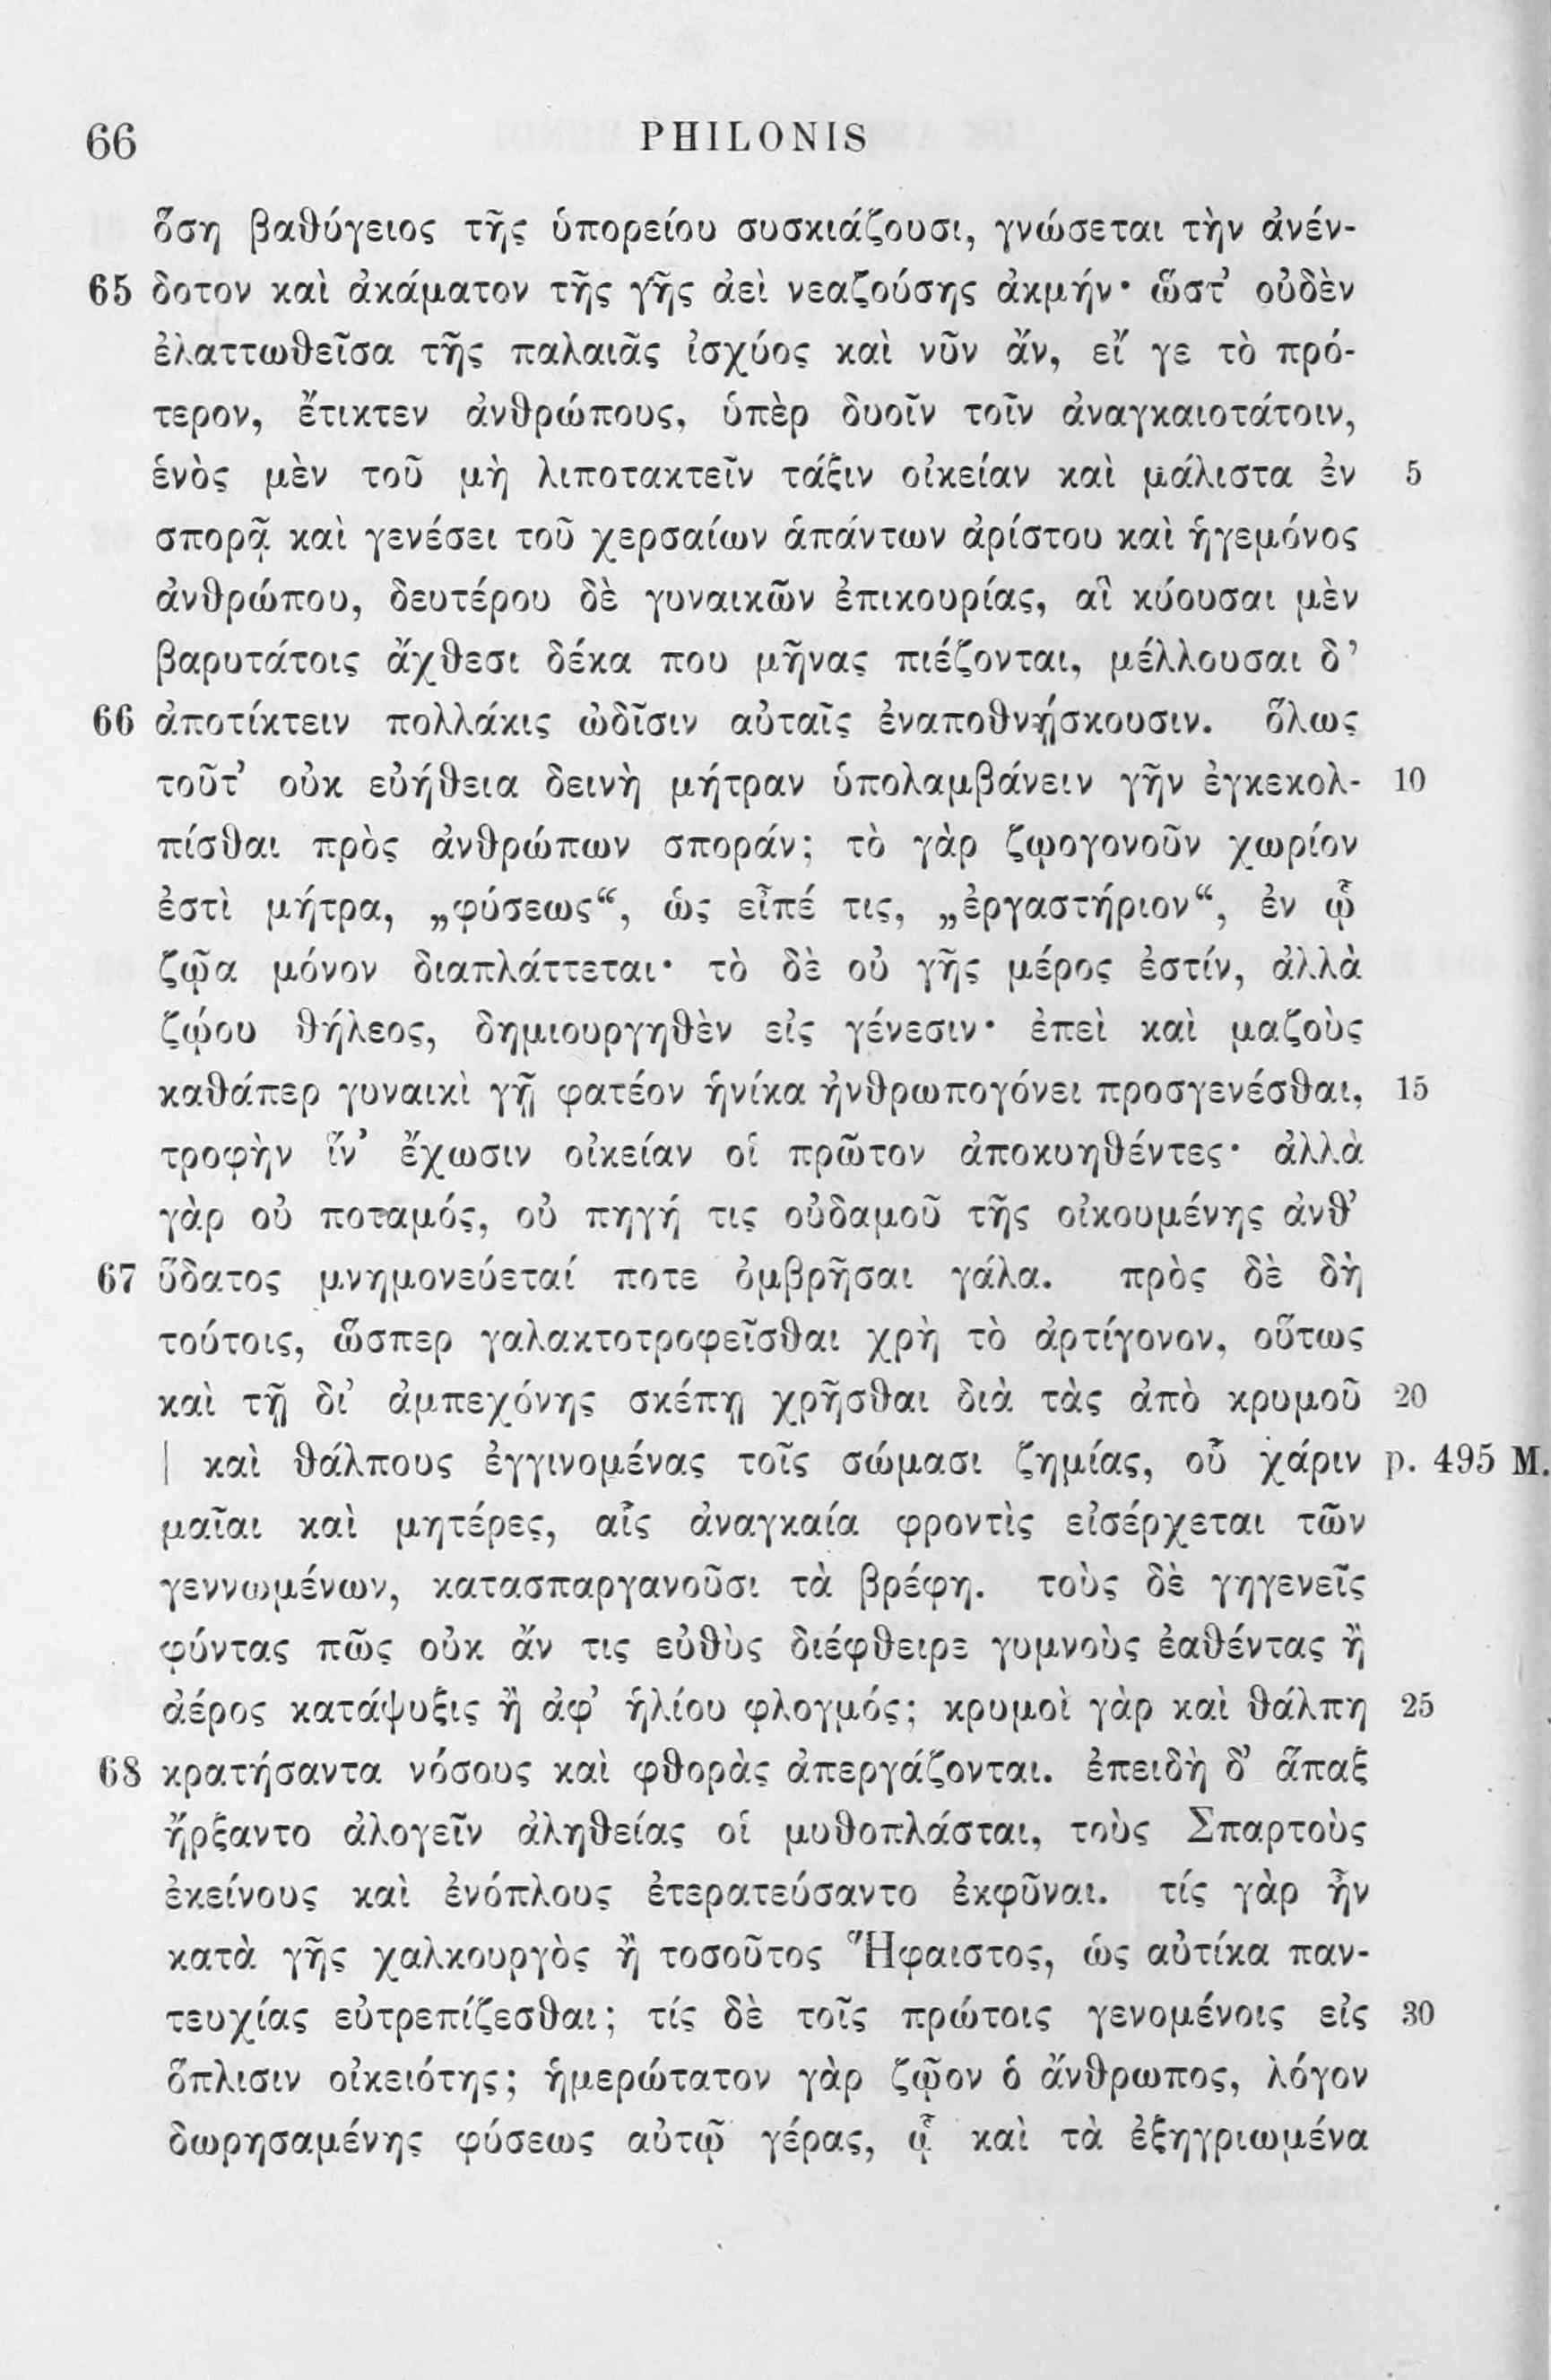 66 PHILONIS
ὅση βαθύγειος τῆς ὑπορείου συσκιάζουσι, γνώσεται τὴν ἀνέν-
65 δοτον καὶ ἀκάματον τῆς γῆς ἀεὶ νεαζούσης ἀκμήν· ὥστ’ οὐδὲν
ἐλαττωθεῖσα τῆς παλαιᾶς ἰσχύος καὶ νῦν ἄν, εἴ γε τὸ πρό-
τερον, ἔτικτεν ἀνθρώπους, ὑπὲρ δυοῖν τοῖν ἀναγκαιοτάτοιν,
ἑνὸς μὲν τοῦ μὴ λιποτακτεῖν τάξιν οἰκείαν καὶ μάλιστα ἐν 5
σπορᾷ καὶ γενέσει τοῦ χερσαίων ἁπάντων ἀρίστου καὶ ἡγεμόνος
ἀνθρώπου, δευτέρου δὲ γυναικῶν ἐπικουρίας, αἳ κύουσαι μὲν
βαρυτάτοις ἄχθεσι δέκα που μῆνας πιέζονται, μέλλουσαι δ’
66 ἀποτίκτειν πολλάκις ὠδῖσιν αὐταῖς ἐναποθνῄσκουσιν. ὅλως
τοῦτ’ οὐκ εὐήθεια δεινὴ μήτραν ὑπολαμβάνειν γῆν ἐγκεκολ- 10
πίσθαι πρὸς ἀνθρώπων σποράν; τὸ γὰρ ζῳογονοῦν χωρίον
ἐστὶ μήτρα, „φύσεως“, ὡς εἶπέ τις, „ἐργαστήριον“, ἐν ᾧ
ζῷα μόνον διαπλάττεται· τὸ δὲ οὐ γῆς μέρος ἐστίν, ἀλλὰ
ζῴου θήλεος, δημιουργηθὲν εἰς γένεσιν· ἐπεὶ καὶ μαζοὺς
καθάπερ γυναικὶ γῇ φατέον ἡνίκα ἠνθρωπογόνει προσγενέσθαι, 15
τροφὴν ἵν’ ἔχωσιν οἰκείαν οἱ πρῶτον ἀποκυηθέντες· ἀλλὰ
γὰρ οὐ ποταμός, οὐ πηγή τις οὐδαμοῦ τῆς οἰκουμένης ἀνθ’
67 ὕδατος μνημονεύεταί ποτε ὀμβρῆσαι γάλα. πρὸς δὲ δὴ
τούτοις, ὥσπερ γαλακτοτροφεῖσθαι χρὴ τὸ ἀρτίγονον, οὕτως
καὶ τῇ δι’ ἀμπεχόνης σκέπῃ χρῆσθαι διὰ τὰς ἀπὸ κρυμοῦ 20
| καὶ θάλπους ἐγγινομένας τοῖς σώμασι ζημίας, οὗ χάριν p. 495 M.
μαῖαι καὶ μητέρες, αἷς ἀναγκαία φροντὶς εἰσέρχεται τῶν
γεννωμένων, κατασπαργανοῦσι τὰ βρέφη. τοὺς δὲ γηγενεῖς
φύντας πῶς οὐκ ἄν τις εὐθὺς διέφθειρε γυμνοὺς ἐαθέντας ἢ
ἀέρος κατάψυξις ἢ ἀφ’ ἡλίου φλογμός; κρυμοὶ γὰρ καὶ θάλπη 25
68 κρατήσαντα νόσους καὶ φθορὰς ἀπεργάζονται. ἐπειδὴ δ’ ἅπαξ
ἤρξαντο ἀλογεῖν ἀληθείας οἱ μυθοπλάσται, τοὺς Σπαρτοὺς
ἐκείνους καὶ ἐνόπλους ἐτερατεύσαντο ἐκφῦναι. τίς γὰρ ἦν
κατὰ γῆς χαλκουργὸς ἢ τοσοῦτος Ἥφαιστος, ὡς αὐτίκα παν-
τευχίας εὐτρεπίζεσθαι; τίς δὲ τοῖς πρώτοις γενομένοις εἰς 30
ὅπλισιν οἰκειότης; ἡμερώτατον γὰρ ζῷον ὁ ἄνθρωπος, λόγον
δωρησαμένης φύσεως αὐτῷ γέρας, ᾧ καὶ τὰ ἐξηγριωμένα